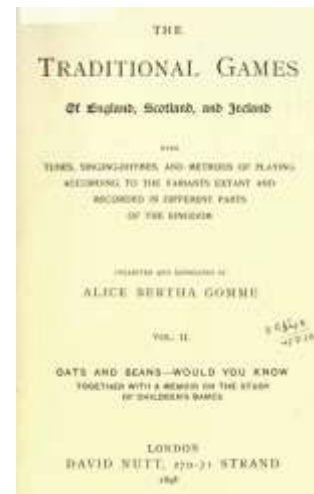 THE
TRADITIONAL GAMES
Of England, Scotland, and Ireland
WITH
TUNES, SINGING-RHYMES, AND METHODS OF PLAYING
ACCORDING TO THE VARIANTS EXTANT AND
RECORDED IN DIFFERENT PARTS
OF THE KINGDOM
COLLECTED AND ANNOTATED BY
ALICE BERTHA GOMME
VOL. II.
OATS AND BEANS—WOULD YOU KNOW
TOGETHER WITH A MEMOIR ON THE STUDY
OF CHILDREN'S GAMES
LONDON
DAVID NUTT, 270-71 STRAND
1898